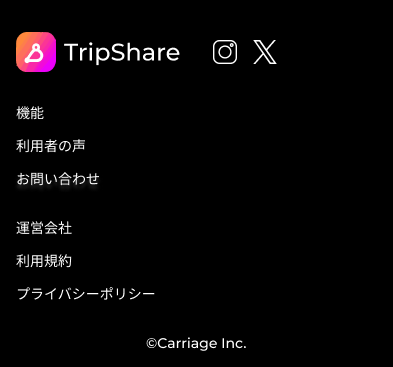 TripShare
機能
利用者の声
お問い合わせ
運営会社
利用規約
プライバシーポリシー
©Carriage Inc.